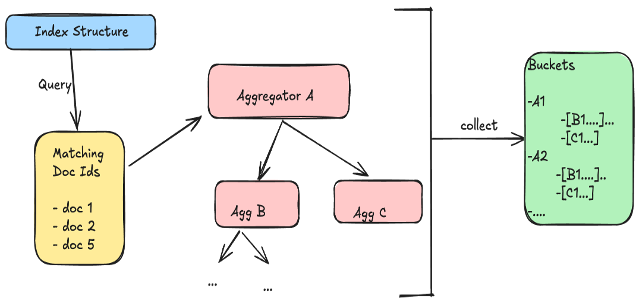 Index Structure
Query
Matching
Doc Ids
- doc 1
- doc 2
- doc 5
Aggregator A
Agg B
Agg C
...
...
collect
Buckets
-A1
-[B1....]...
-[C1...]
-A2
-[B1....]..
-[C1...]
-....